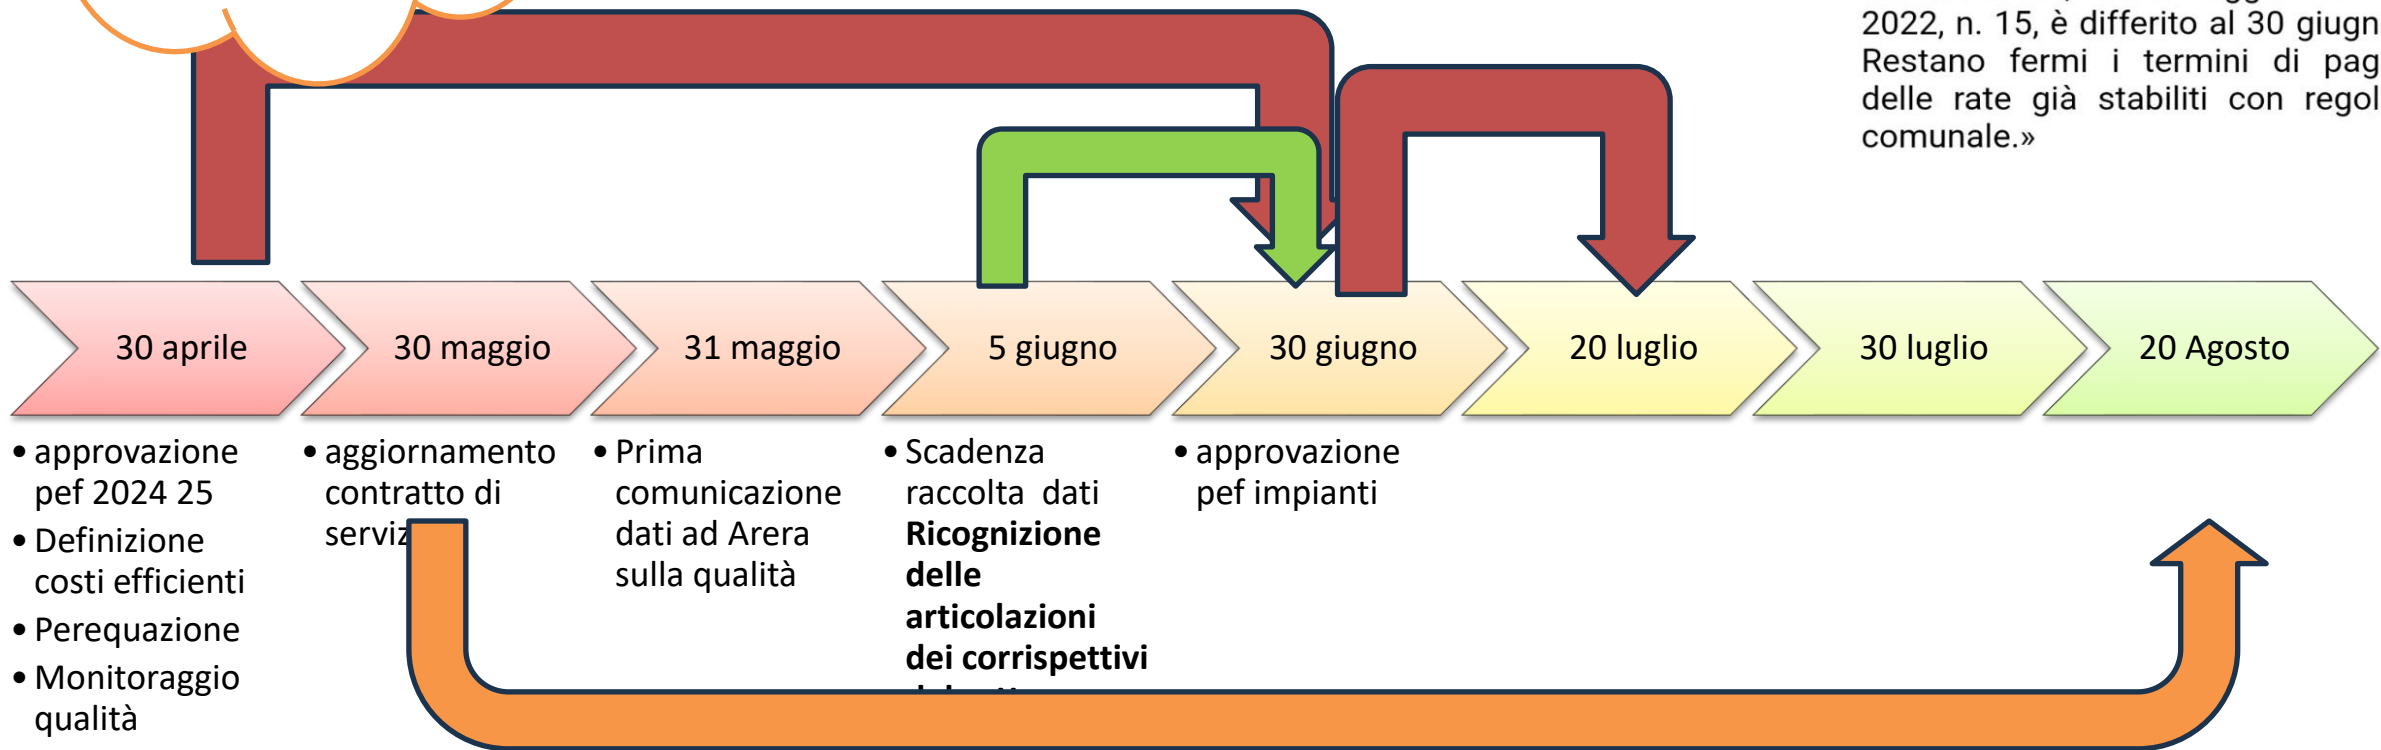 2022, n. 15, è differito al 30 giugn
Restano fermi i termini di pag
delle rate già stabiliti con regol
comunale.»
30 aprile
30 maggio
31 maggio
5 giugno
30 giugno
20 luglio
30 luglio
20 Agosto
• approvazione
pef 2024 25
• Definizione
costi efficienti
• Perequazione
• Monitoraggio
qualità
• aggiornamento
contratto di
serviz
• Prima
comunicazione
dati ad Arera
sulla qualità
• Scadenza
raccolta dati
Ricognizione
delle
articolazioni
dei corrispettivi
• approvazione
pef impianti